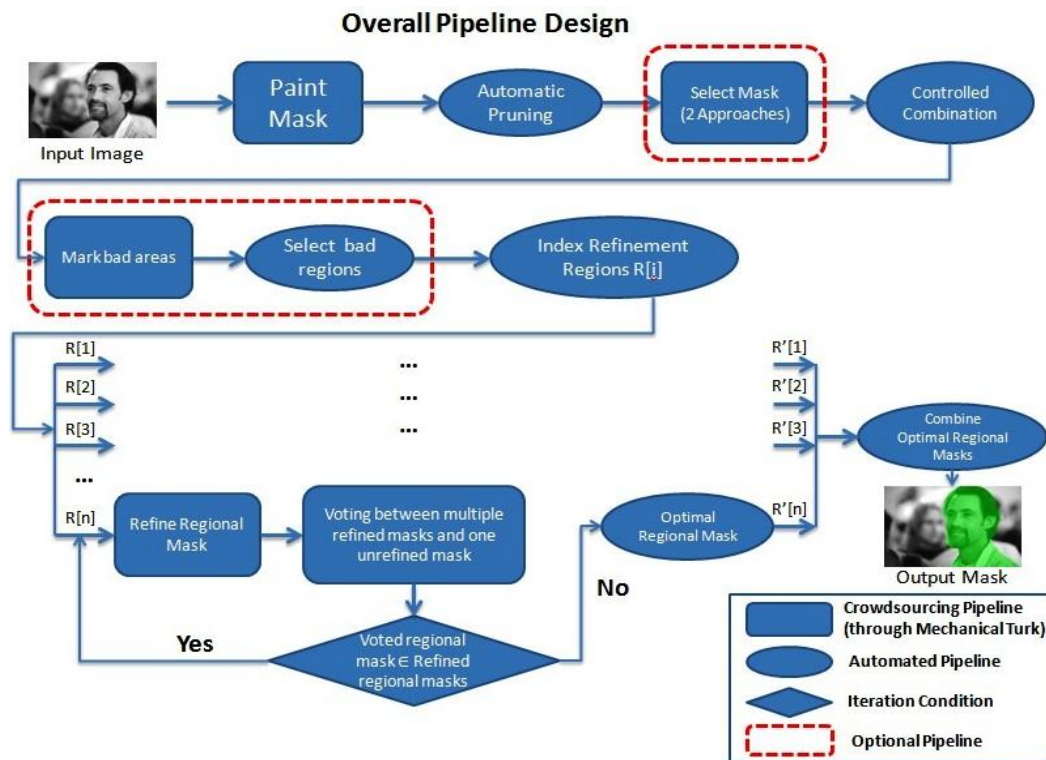 Overall Pipeline Design
Input Image
Paint
Mask
Automatic
Pruning
Select Mask
(2 Approaches)
Controlled
Combination
Mark bad areas
Select bad
regions
Index Refinement
Regions R[i]
R[1]
R[2]
R[3]
...
R[n]
...
...
...
R'[1]
R'[2]
R'[3]
R'[n]
Refine Regional
Mask
Voting between multiple
refined masks and one
unrefined mask
Voted regional
mask ∈ Refined
regional masks
Yes
No
Optimal
Regional Mask
Combine
Optimal Regional
Masks
Output Mask
Crowdsourcing Pipeline
(through Mechanical Turk)
Automated Pipeline
Iteration Condition
Optional Pipeline